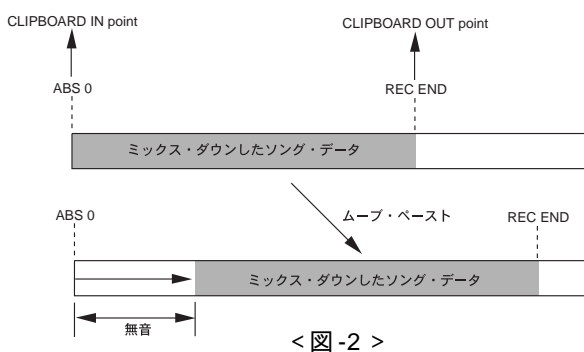 CLIPBOARD IN point
CLIPBOARD OUT point
ABS 0
REC END
ミックス・ダウンしたソング・データ
ムーブ・ペースト
ABS 0
REC END
ミックス・ダウンしたソング・データ
無音
<図-2>